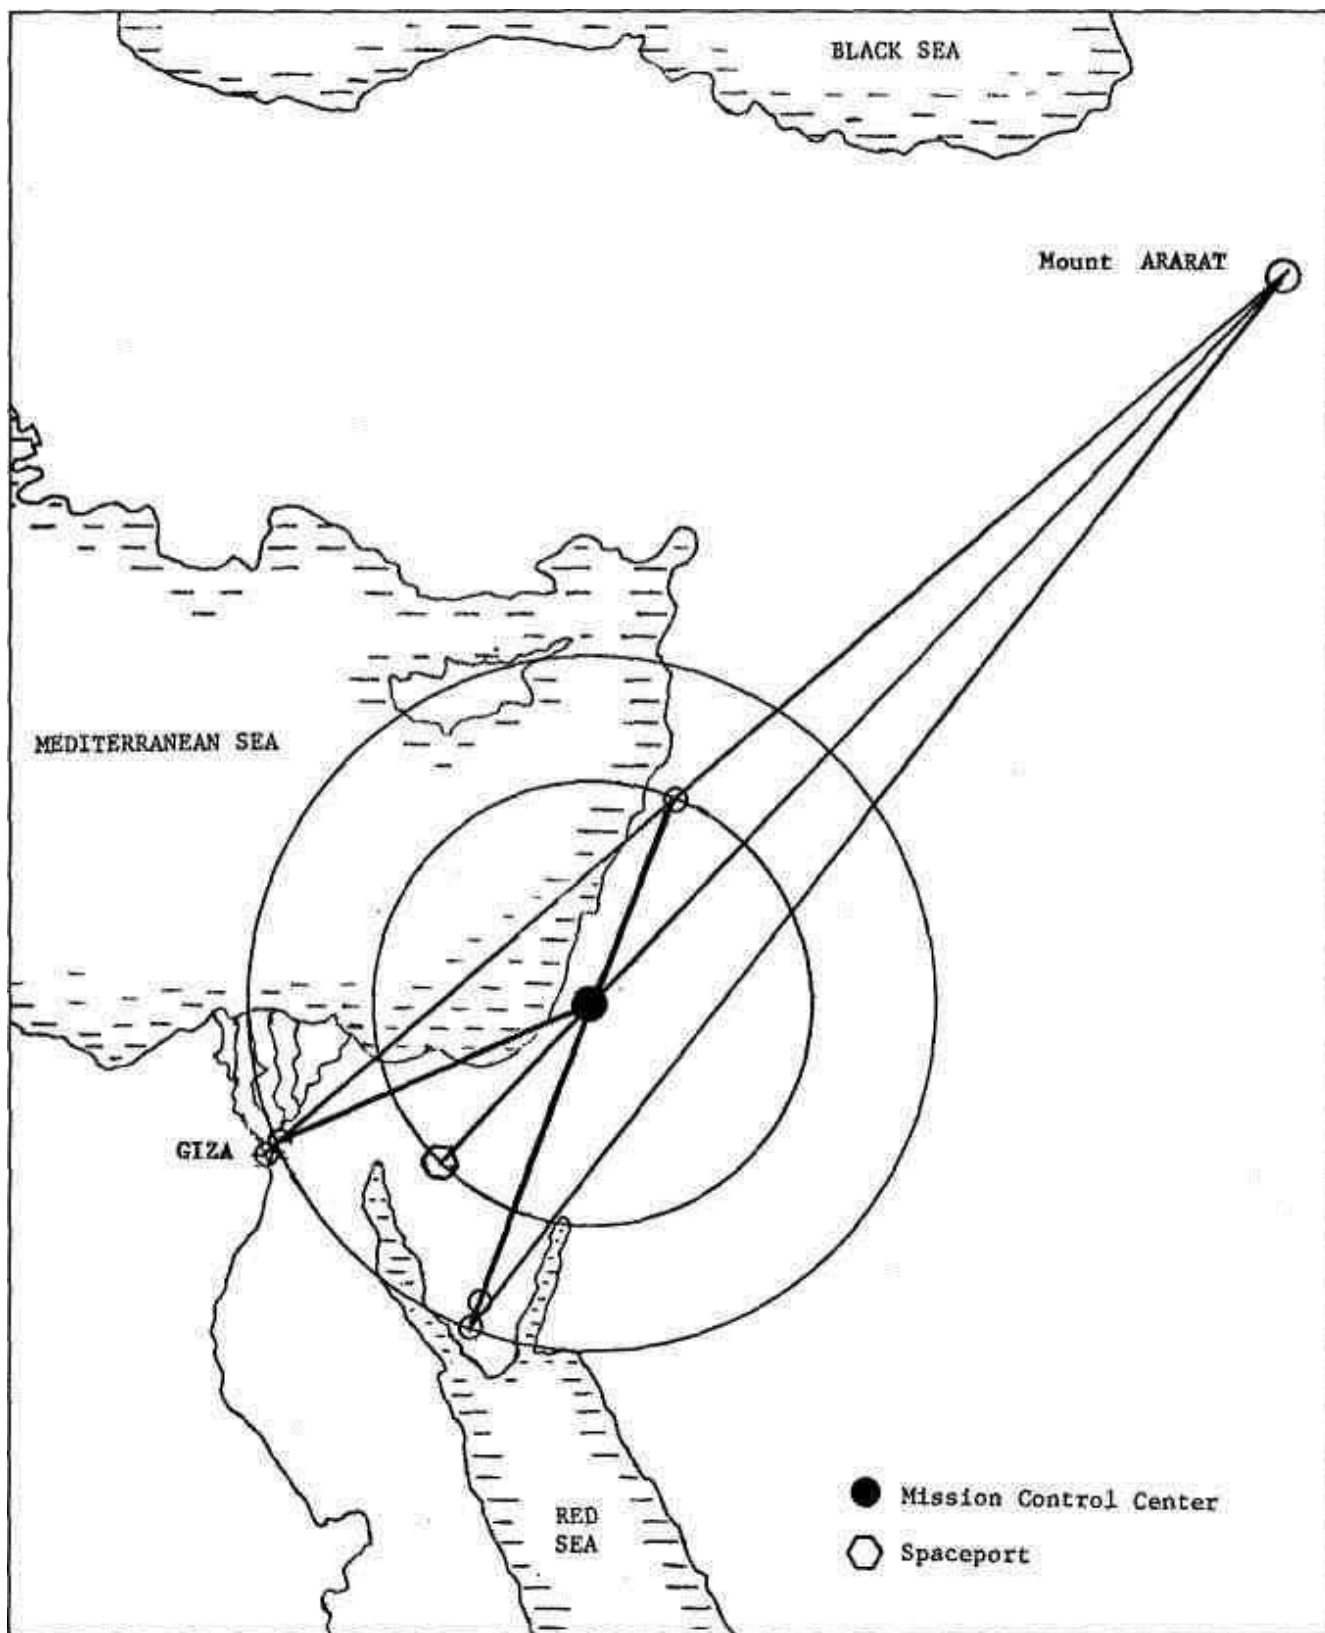 BLACK SEA
Mount ARARAT
MEDITERRANEAN SEA
GIZA
RED
SEA
Mission Control Center
Spaceport